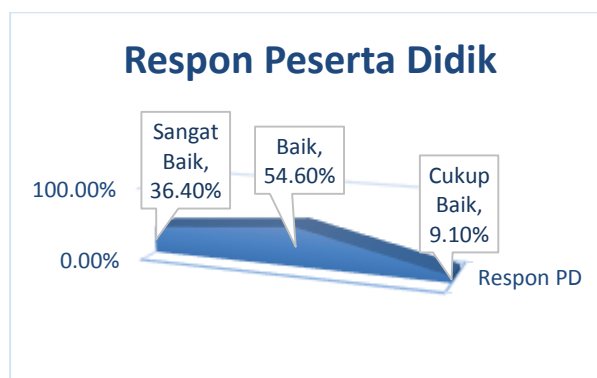 Respon Peserta Didik
Sangat
Baik,
36.40%
Baik,
54.60%
Cukup
Baik,
9.10%
100.00%
0.00%
Respon PD